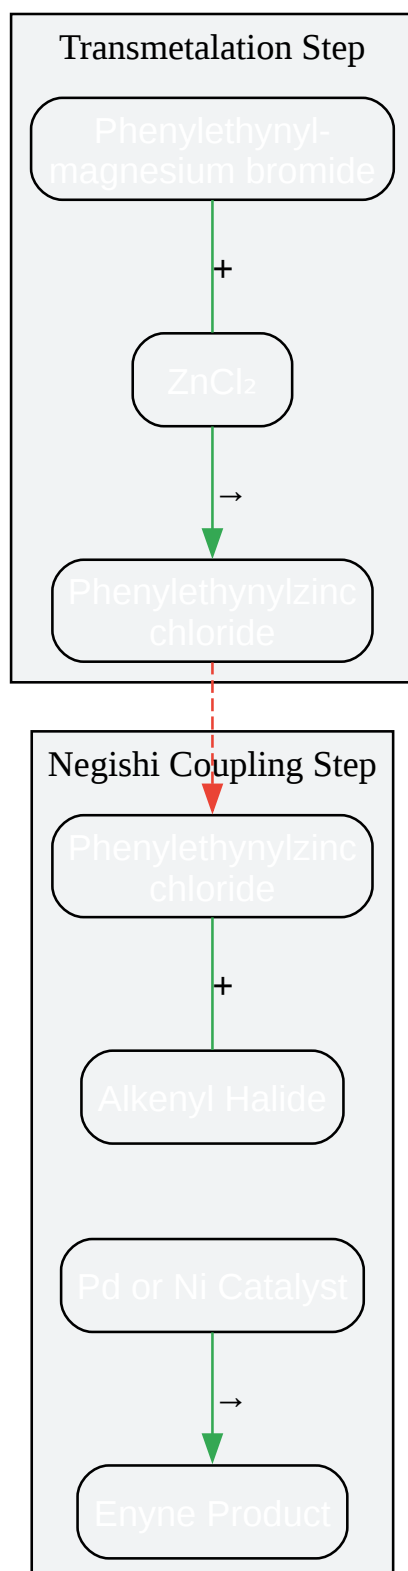 Transmetalation Step
Phenylethynyl-
magnesium bromide
+
ZnCl₂
→
Phenylethynylzinc
chloride
Negishi Coupling Step
Phenylethynylzinc
chloride
+
Alkenyl Halide
Pd or Ni Catalyst
→
Enyne Product